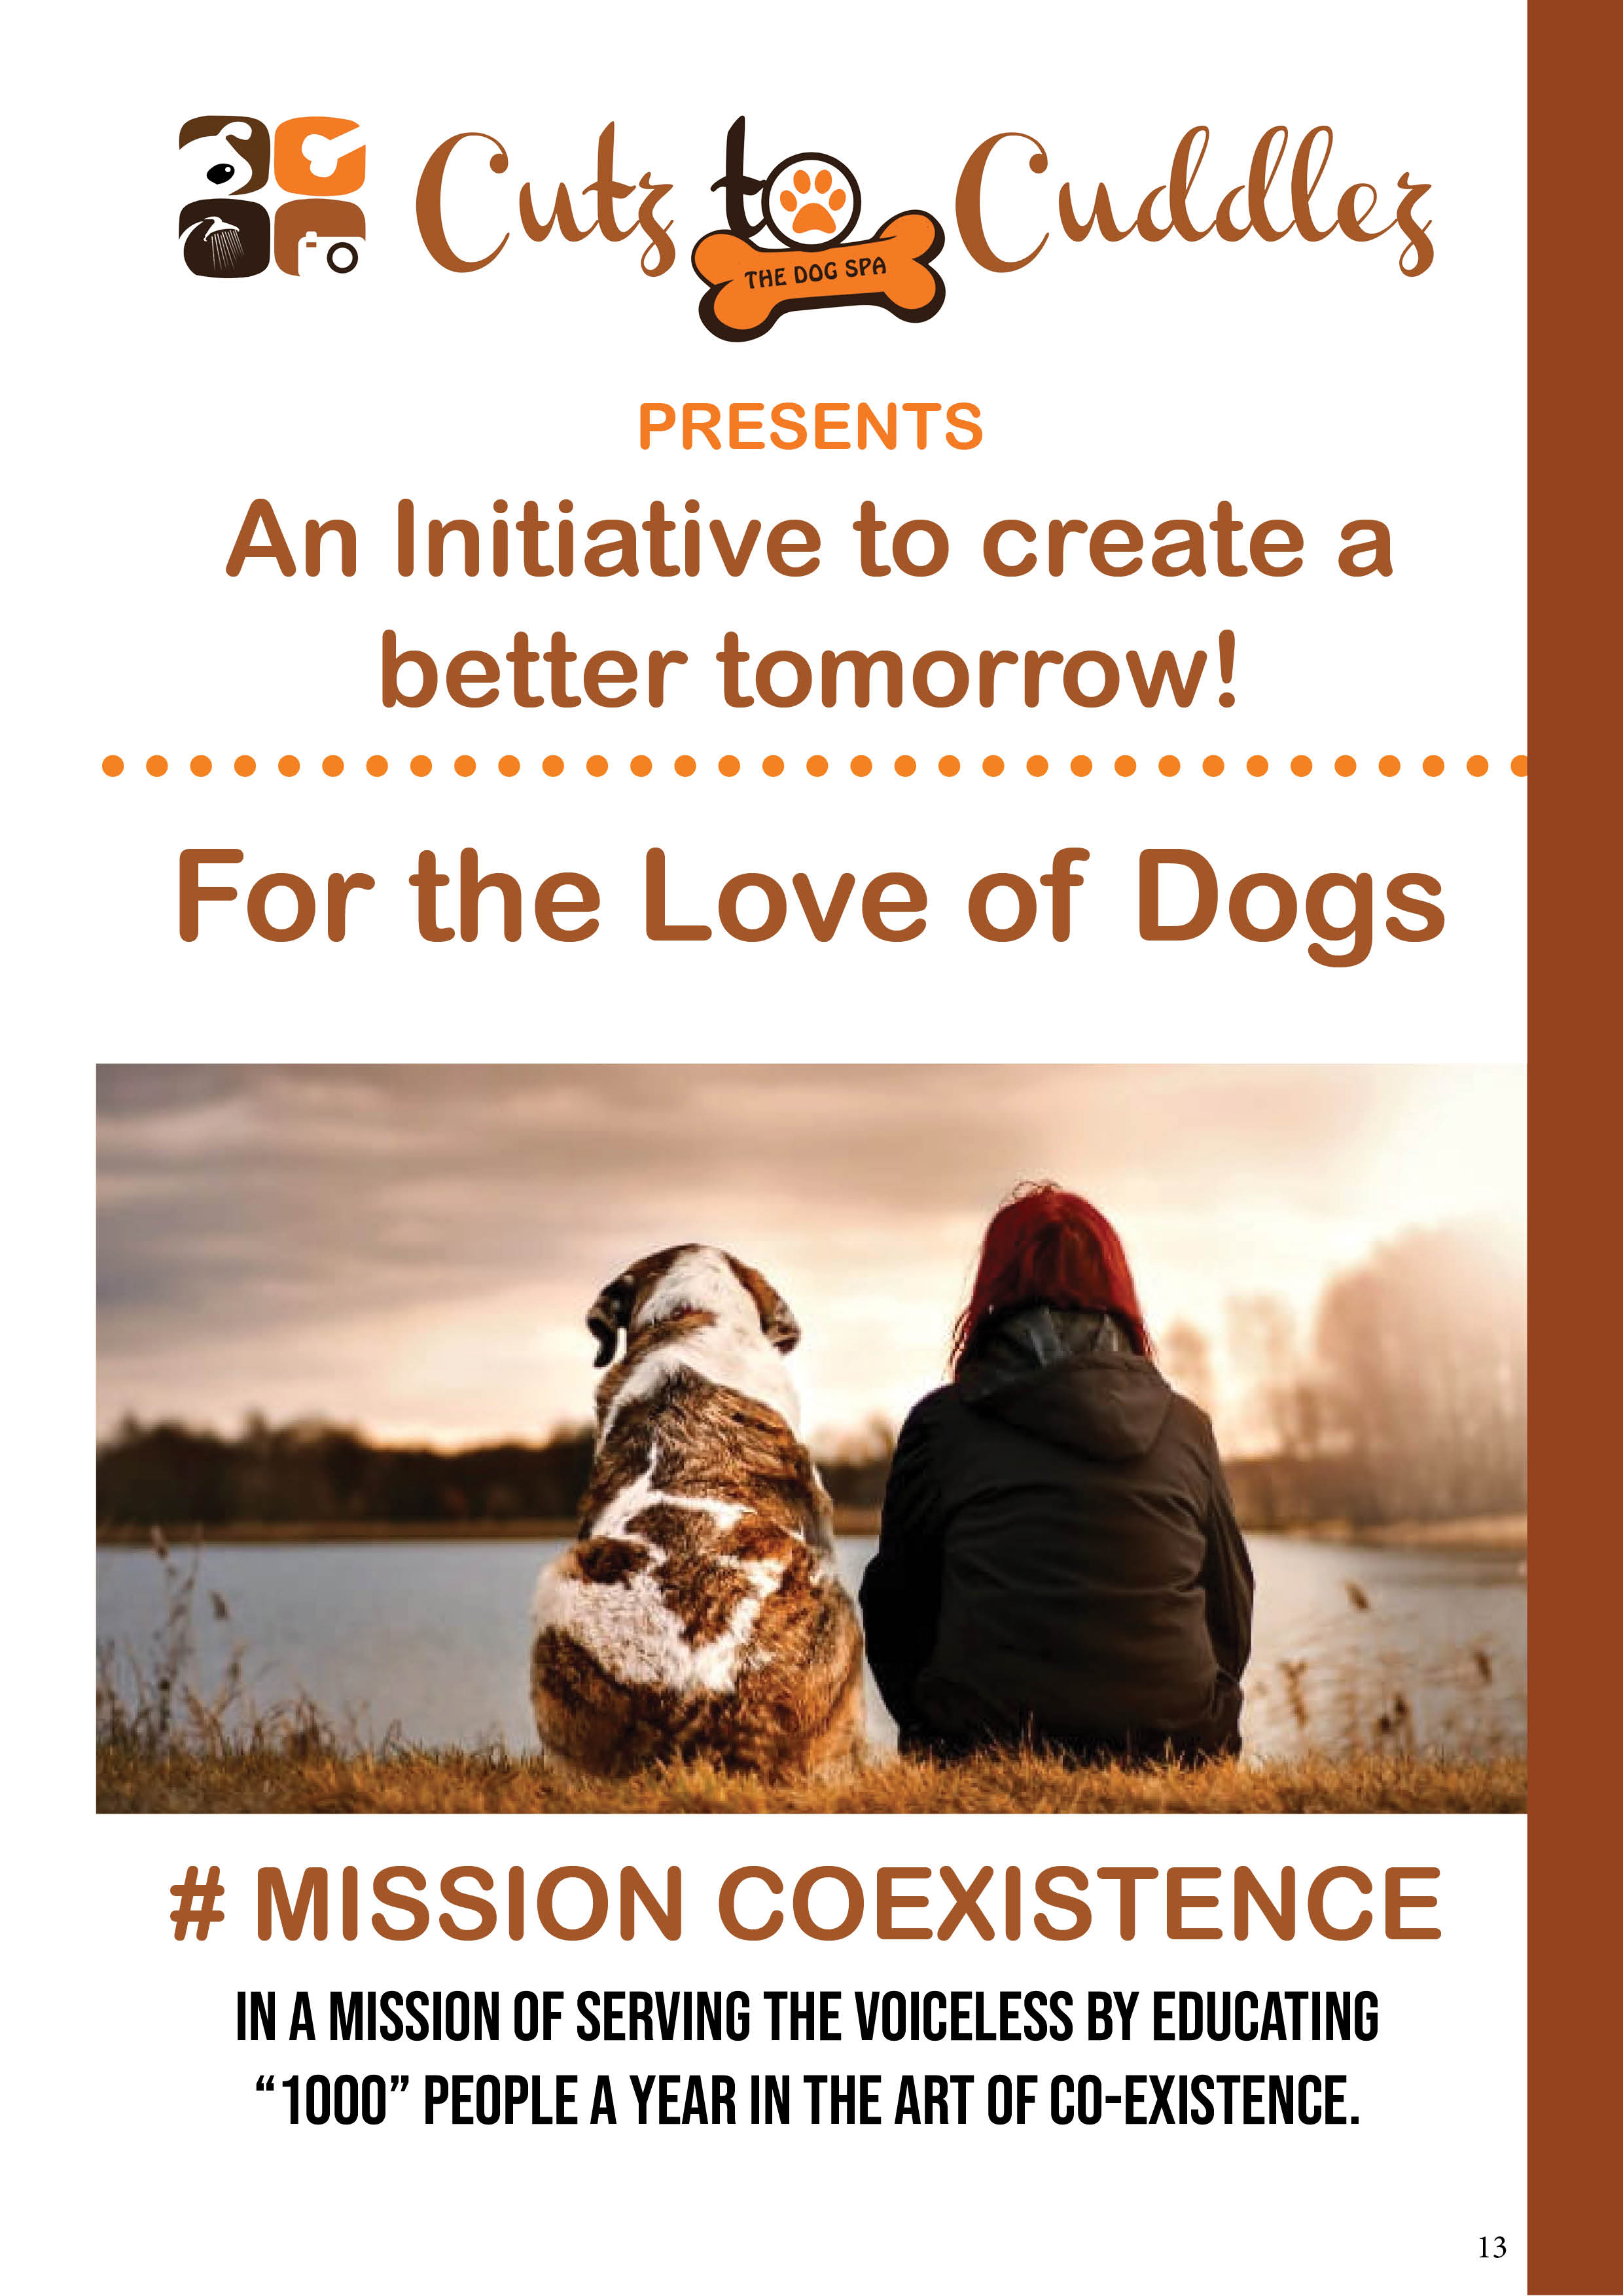 Cutz to Cuddlez
THE DOG SPA
PRESENTS
An Initiative to create a
better tomorrow!
For the Love of Dogs
# MISSION COEXISTENCE
IN A MISSION OF SERVING THE VOICELESS BY EDUCATING
“1000” PEOPLE A YEAR IN THE ART OF CO-EXISTENCE.
13